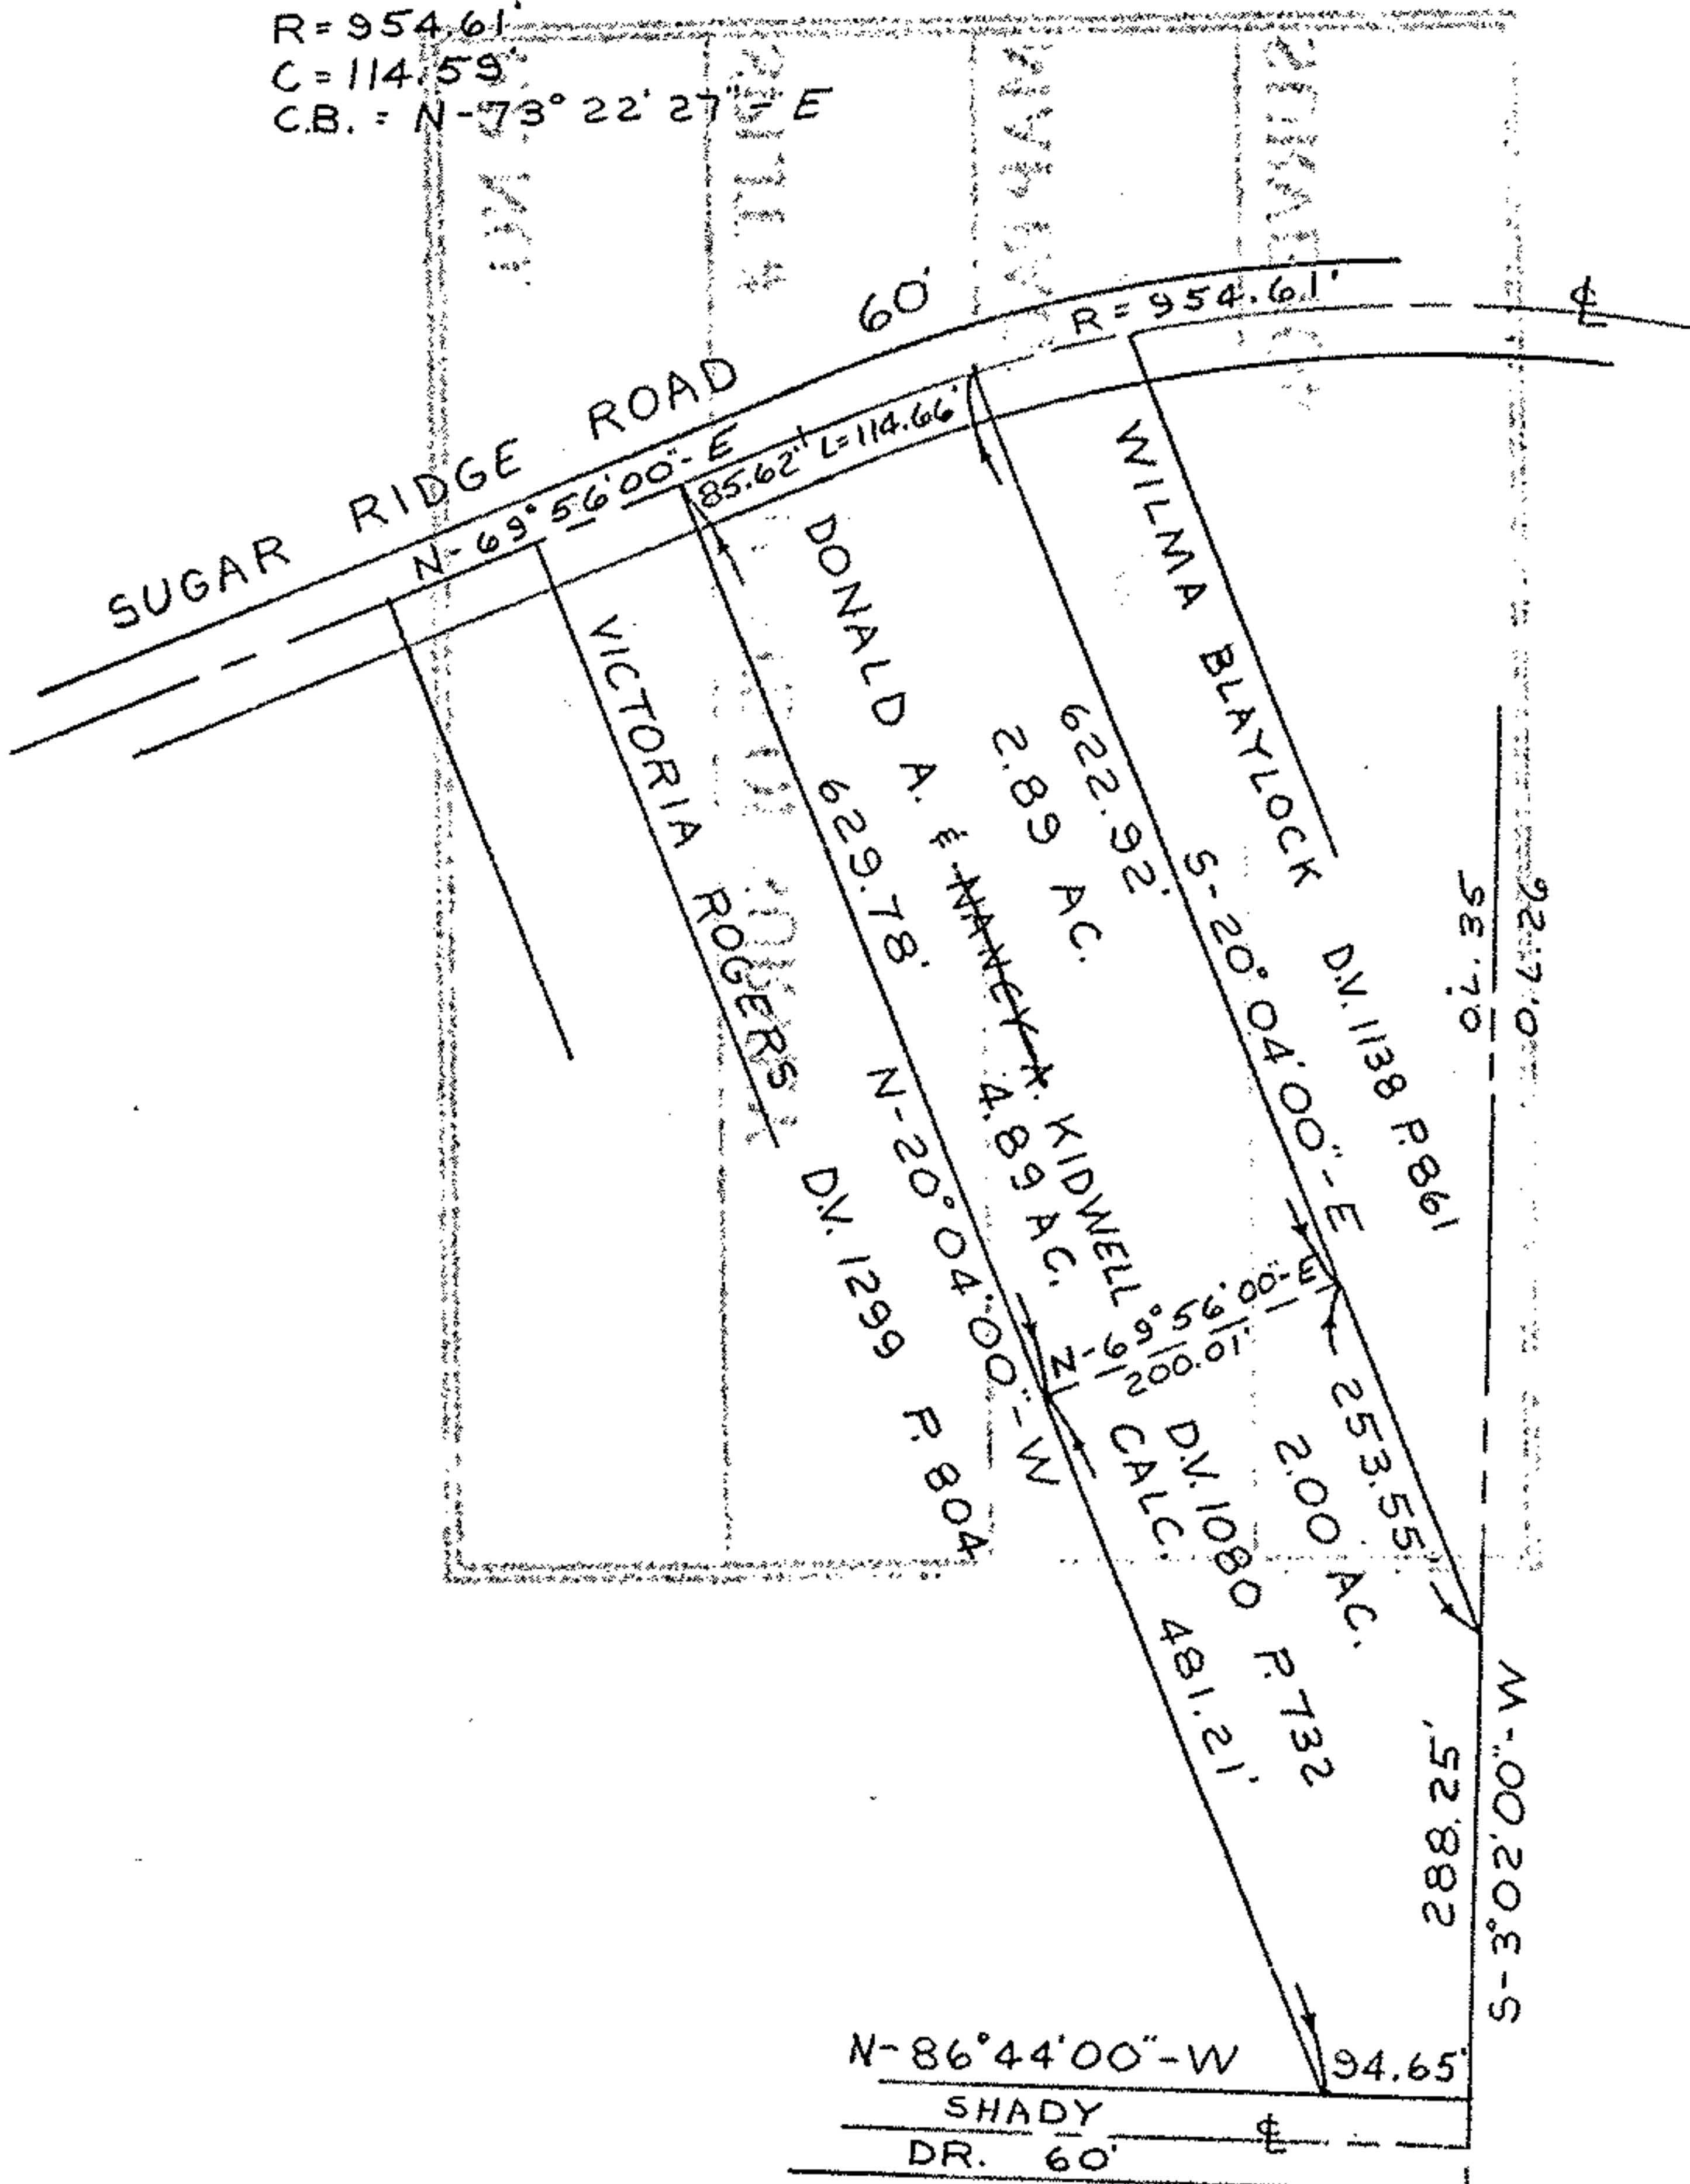 R = 954.61'
C = 114.59'
C.B. = N-73° 22' 27"- E
SUGAR RIDGE ROAD 60'
R = 954.61'
℄
N-69° 56' 00"- E
85.62' L=114.66'
VICTORIA ROGERS D.V. 1299 P. 804
DONALD A. & NANCY A. KIDWELL D.V. 1080 P. 732
WILMA BLAYLOCK D.V. 1138 P. 861
2.89 AC.
4.89 AC. CALC.
2.00 AC.
629.78'
N-20° 04' 00"- W
622.92'
S-20° 04' 00"- E
N-69° 56' 00"-E
200.01'
253.55'
481.21'
288.25'
S-3° 02' 00"- W
N-86° 44' 00"- W
94.65'
SHADY
DR. 60'
℄